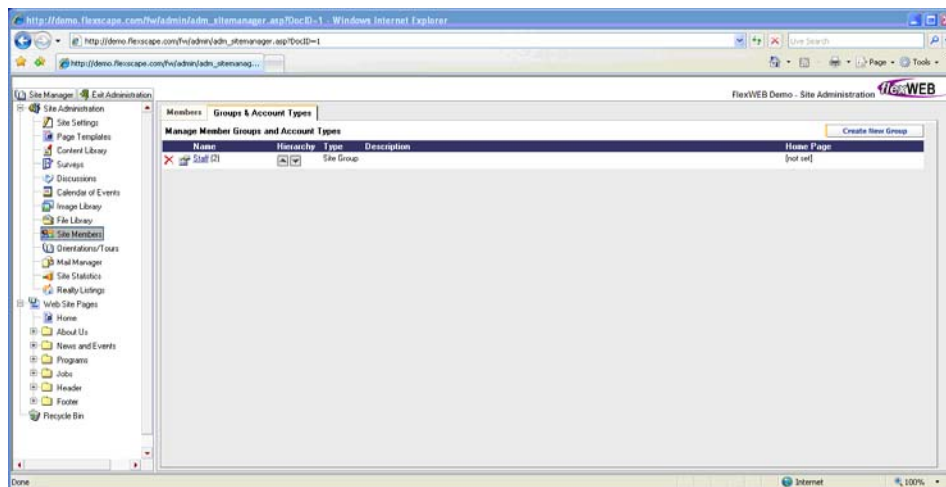 http://demo.flexscape.com/fw/admin/adm_sitemanager.asp?DocID=1 - Windows Internet Explorer
http://demo.flexscape.com/fw/admin/adm_sitemanager.asp?DocID=1
Live Search
http://demo.flexscape.com/fw/admin/adm_sitemanag...
Page Tools
Site Manager Exit Administration
FlexWEB Demo - Site Administration flexWEB
Site Administration
Site Settings
Page Templates
Content Library
Surveys
Discussions
Calendar of Events
Image Library
File Library
Site Members
Orientations/Tours
Mail Manager
Site Statistics
Realty Listings
Web Site Pages
Home
About Us
News and Events
Programs
Jobs
Header
Footer
Recycle Bin
Members Groups & Account Types
Manage Member Groups and Account Types Create New Group
Name Hierarchy Type Description Home Page
Staff (2) Site Group [not set]
Done Internet 100%